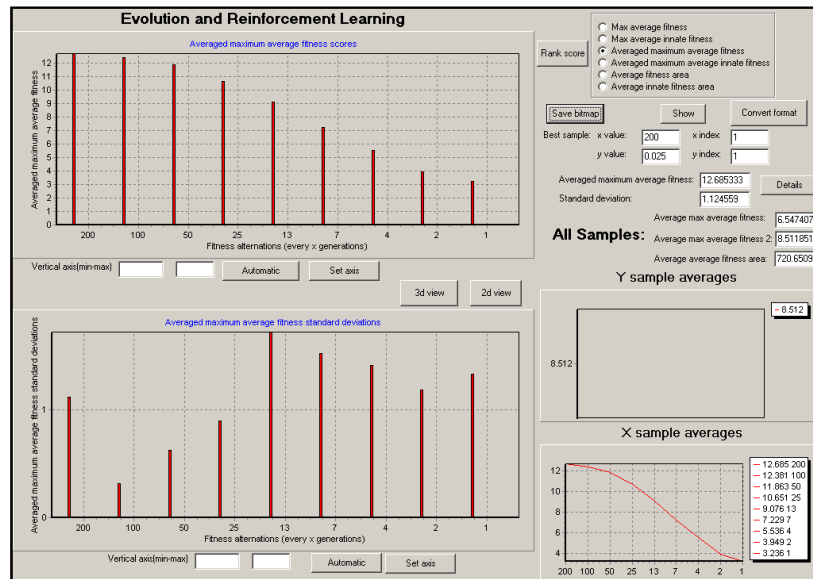 Evolution and Reinforcement Learning
Averaged maximum average fitness scores
Averaged maximum average fitness
12
11
10
9
8
7
6
5
4
3
2
1
0
200 100 50 25 13 7 4 2 1
Fitness alternations (every x generations)
Vertical axis(min-max) Automatic Set axis
3d view 2d view
Averaged maximum average fitness standard deviations
Averaged maximum average fitness standard deviations
1
0
200 100 50 25 13 7 4 2 1
Fitness alternations (every x generations)
Vertical axis(min-max) Automatic Set axis
Rank score
Max average fitness
Max average innate fitness
Averaged maximum average fitness
Averaged maximum average innate fitness
Average fitness area
Average innate fitness area
Save bitmap Show Convert format
Best sample: x value: 200 x index: 1
y value: 0.025 y index: 1
Averaged maximum average fitness: 12.685333
Standard deviation: 1.124559
Details
All Samples:
Average max average fitness: 6.547407
Average max average fitness 2: 8.511851
Average average fitness area: 720.6509
Y sample averages
8.512
8.512
X sample averages
12
10
8
6
4
200 100 50 25 13 7 4 2 1
12.685 200
12.381 100
11.863 50
10.651 25
9.076 13
7.229 7
5.536 4
3.949 2
3.236 1